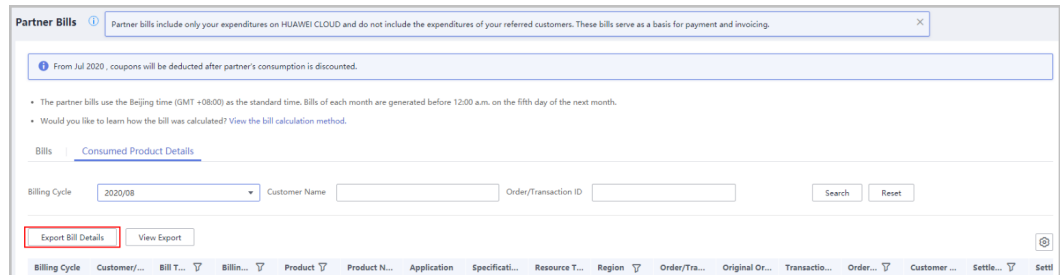 Partner Bills
Partner bills include only your expenditures on HUAWEI CLOUD and do not include the expenditures of your referred customers. These bills serve as a basis for payment and invoicing.
From Jul 2020 , coupons will be deducted after partner's consumption is discounted.
• The partner bills use the Beijing time (GMT +08:00) as the standard time. Bills of each month are generated before 12:00 a.m. on the fifth day of the next month.
• Would you like to learn how the bill was calculated? View the bill calculation method.
Bills Consumed Product Details
Billing Cycle 2020/08 Customer Name Order/Transaction ID Search Reset
Export Bill Details View Export
Billing Cycle Customer/... Bill T... Billin... Product Product N... Application Specificati... Resource T... Region Order/Tra... Original Or... Transactio... Order... Customer ... Settle... Settl